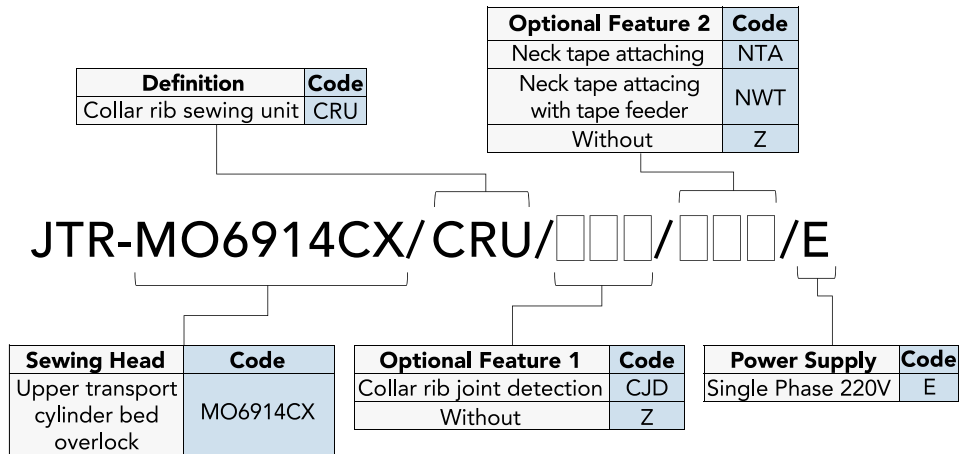 Optional Feature 2 Code
Neck tape attaching NTA
Neck tape attacing
with tape feeder NWT
Without Z
Definition Code
Collar rib sewing unit CRU
JTR-MO6914CX/CRU/□□□/□□□/E
Sewing Head Code
Upper transport
cylinder bed
overlock MO6914CX
Optional Feature 1 Code
Collar rib joint detection CJD
Without Z
Power Supply Code
Single Phase 220V E